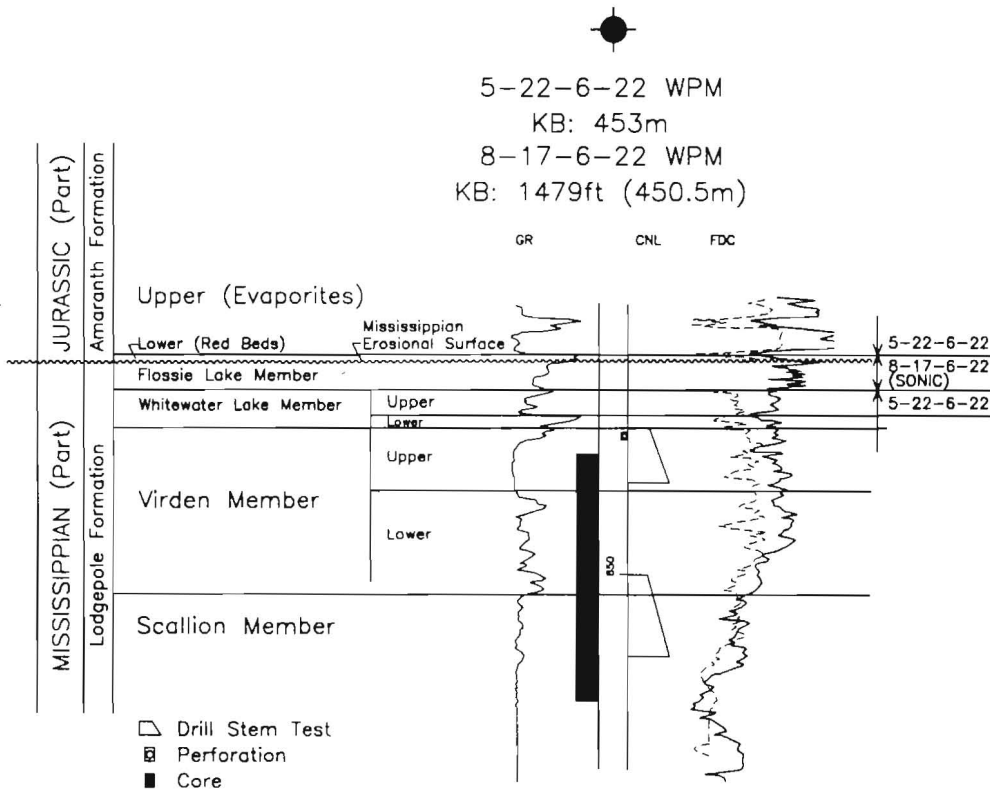 5-22-6-22 WPM
KB: 453m
8-17-6-22 WPM
KB: 1479ft (450.5m)
GR
CNL
FDC
JURASSIC (Part)
Amaranth Formation
Upper (Evaporites)
Lower (Red Beds)
Mississippian
Erosional Surface
5-22-6-22
8-17-6-22
(SONIC)
5-22-6-22
MISSISSIPPIAN (Part)
Lodgepole Formation
Flossie Lake Member
Whitewater Lake Member
Upper
Lower
Virden Member
Upper
Lower
650
Scallion Member
Drill Stem Test
Perforation
Core